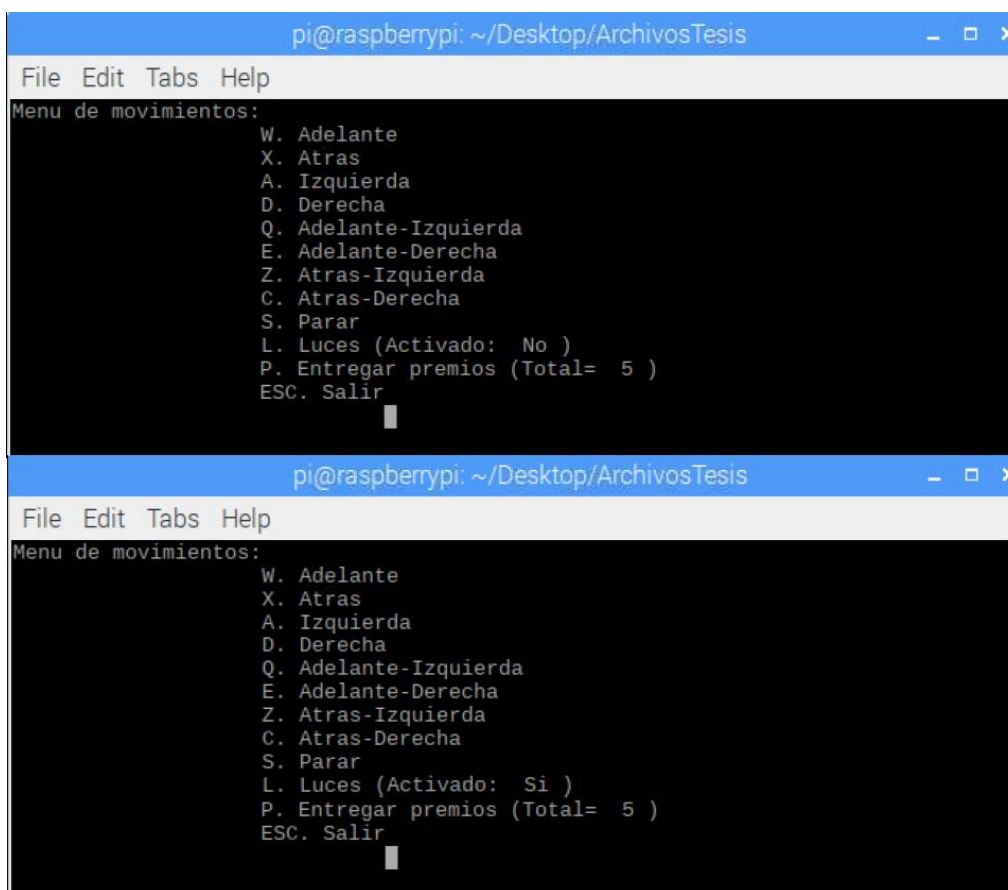 pi@raspberrypi: ~/Desktop/ArchivosTesis
File Edit Tabs Help
Menu de movimientos:
W. Adelante
X. Atras
A. Izquierda
D. Derecha
Q. Adelante-Izquierda
E. Adelante-Derecha
Z. Atras-Izquierda
C. Atras-Derecha
S. Parar
L. Luces (Activado:  No )
P. Entregar premios (Total=  5 )
ESC. Salir
pi@raspberrypi: ~/Desktop/ArchivosTesis
File Edit Tabs Help
Menu de movimientos:
W. Adelante
X. Atras
A. Izquierda
D. Derecha
Q. Adelante-Izquierda
E. Adelante-Derecha
Z. Atras-Izquierda
C. Atras-Derecha
S. Parar
L. Luces (Activado:  Si )
P. Entregar premios (Total=  5 )
ESC. Salir